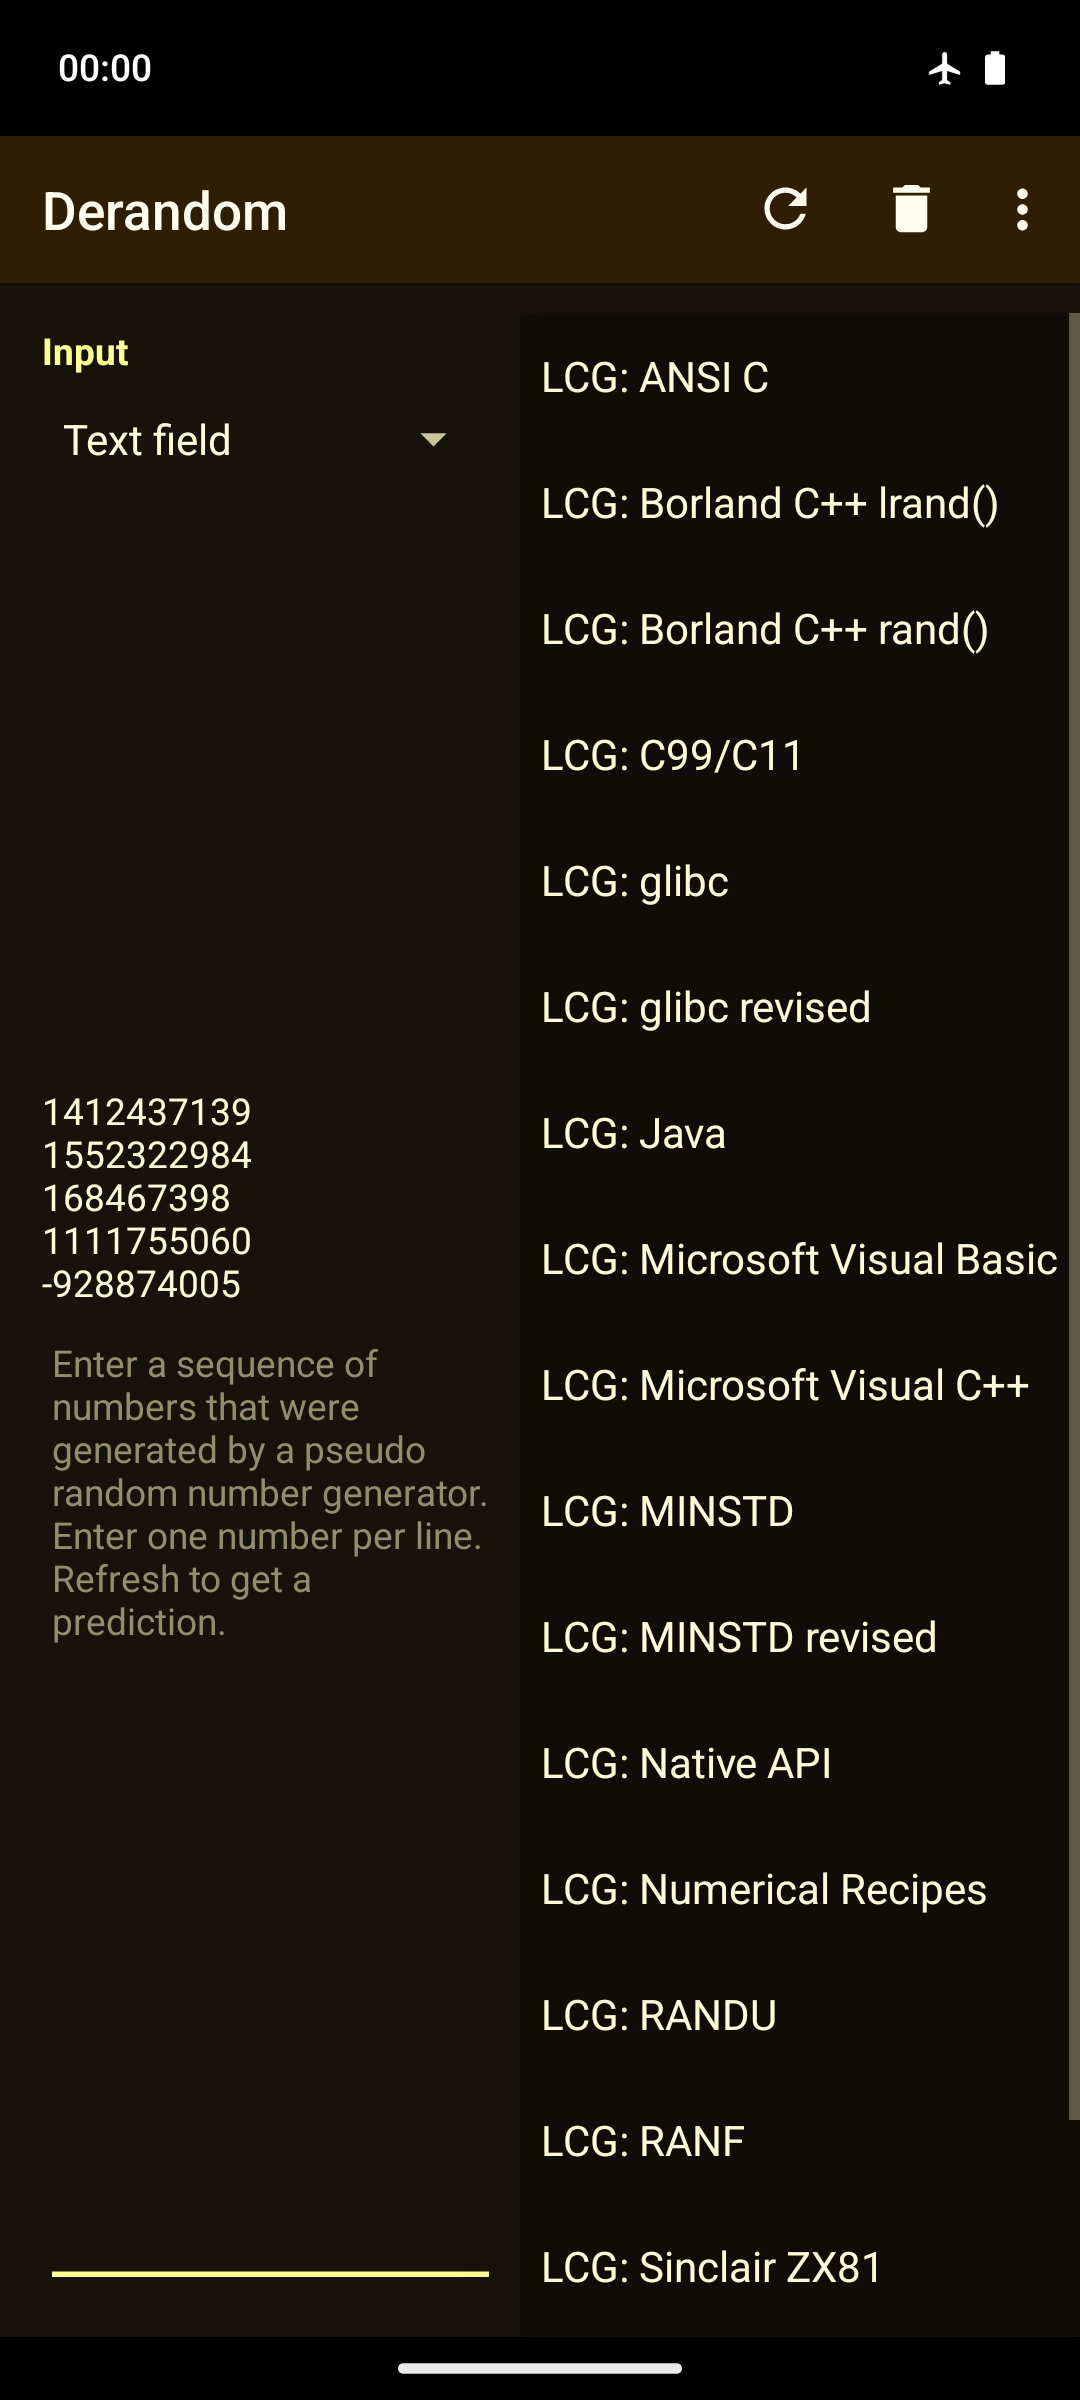 00:00
Derandom
Input
Text field
1412437139
1552322984
168467398
1111755060
-928874005
Enter a sequence of
numbers that were
generated by a pseudo
random number generator.
Enter one number per line.
Refresh to get a
prediction.
LCG: ANSI C
LCG: Borland C++ lrand()
LCG: Borland C++ rand()
LCG: C99/C11
LCG: glibc
LCG: glibc revised
LCG: Java
LCG: Microsoft Visual Basic
LCG: Microsoft Visual C++
LCG: MINSTD
LCG: MINSTD revised
LCG: Native API
LCG: Numerical Recipes
LCG: RANDU
LCG: RANF
LCG: Sinclair ZX81